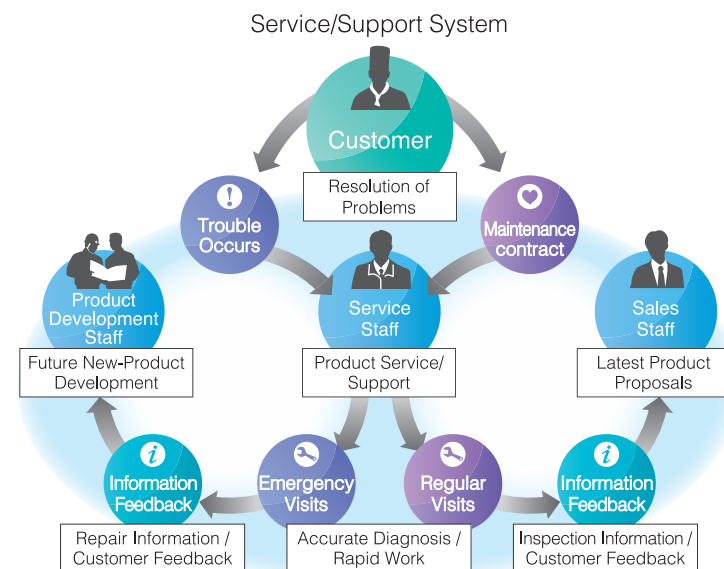 Service/Support System
Customer
Resolution of
Problems
Trouble
Occurs
Maintenance
contract
Product
Development
Staff
Future New-Product
Development
Service
Staff
Product Service/
Support
Sales
Staff
Latest Product
Proposals
Information
Feedback
Repair Information /
Customer Feedback
Emergency
Visits
Accurate Diagnosis /
Rapid Work
Regular
Visits
Information
Feedback
Inspection Information /
Customer Feedback